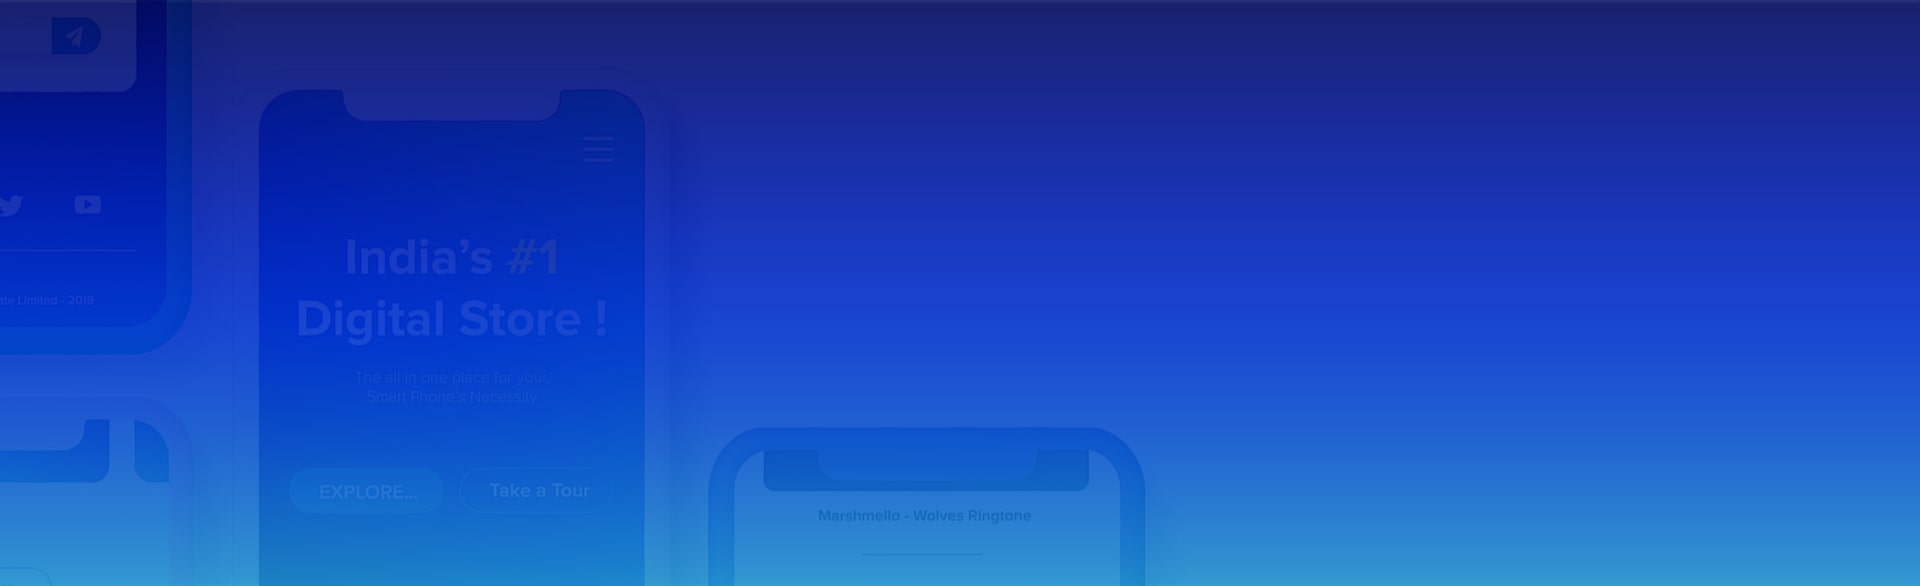 Limited - 2019
India’s #1
Digital Store !
The all in one place for your,
Smart Phone's Necessity
EXPLORE...
Take a Tour
Marshmello - Wolves Ringtone